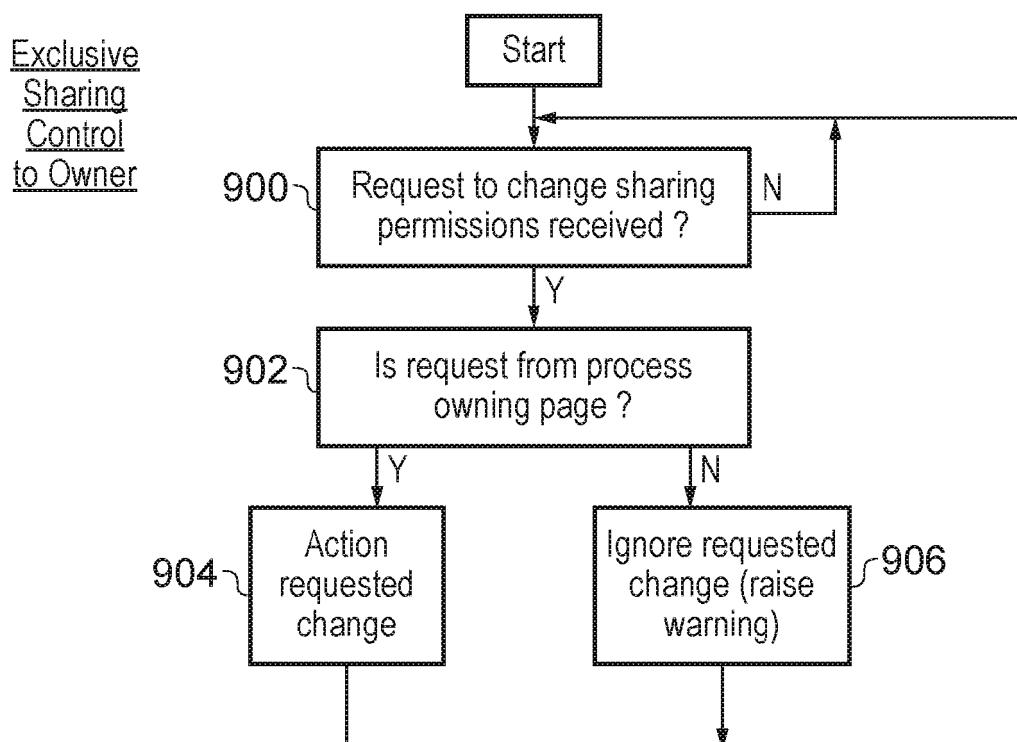 Exclusive
Sharing
Control
to Owner
Start
900
Request to change sharing
permissions received ?
N
Y
902
Is request from process
owning page ?
Y
N
904
Action
requested
change
Ignore requested
change (raise
warning)
906